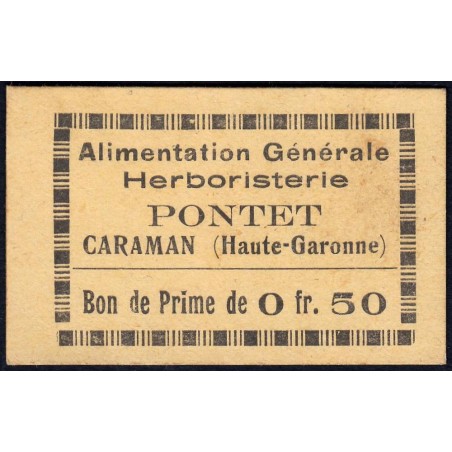 Alimentation Générale
Herboristerie
PONTET
CARAMAN (Haute-Garonne)
Bon de Prime de 0 fr. 50